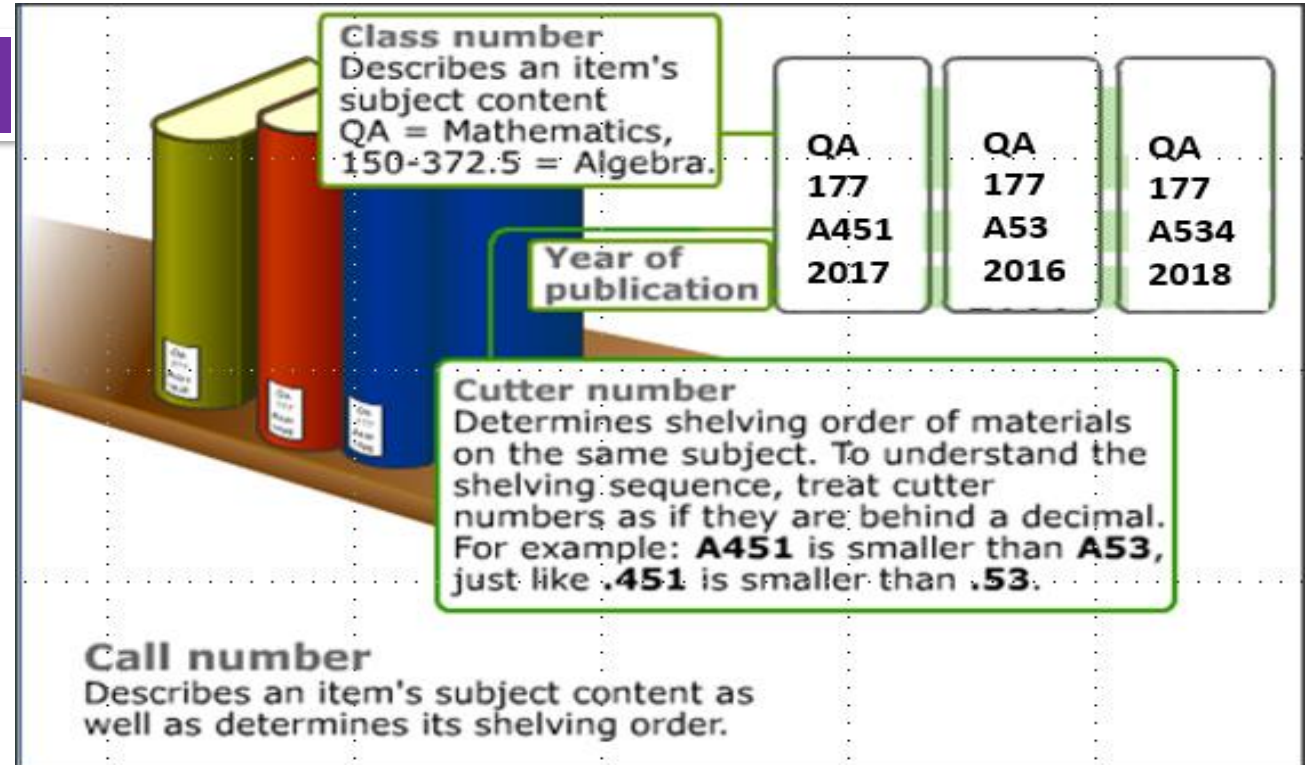 Class number
Describes an item's
subject content
QA = Mathematics,
150-372.5 = Algebra.
QA
177
A451
2017
QA
177
A53
2016
QA
177
A534
2018
Year of
publication
Cutter number
Determines shelving order of materials
on the same subject. To understand the
shelving sequence, treat cutter
numbers as if they are behind a decimal.
For example: A451 is smaller than A53,
just like .451 is smaller than .53.
Call number
Describes an item's subject content as
well as determines its shelving order.